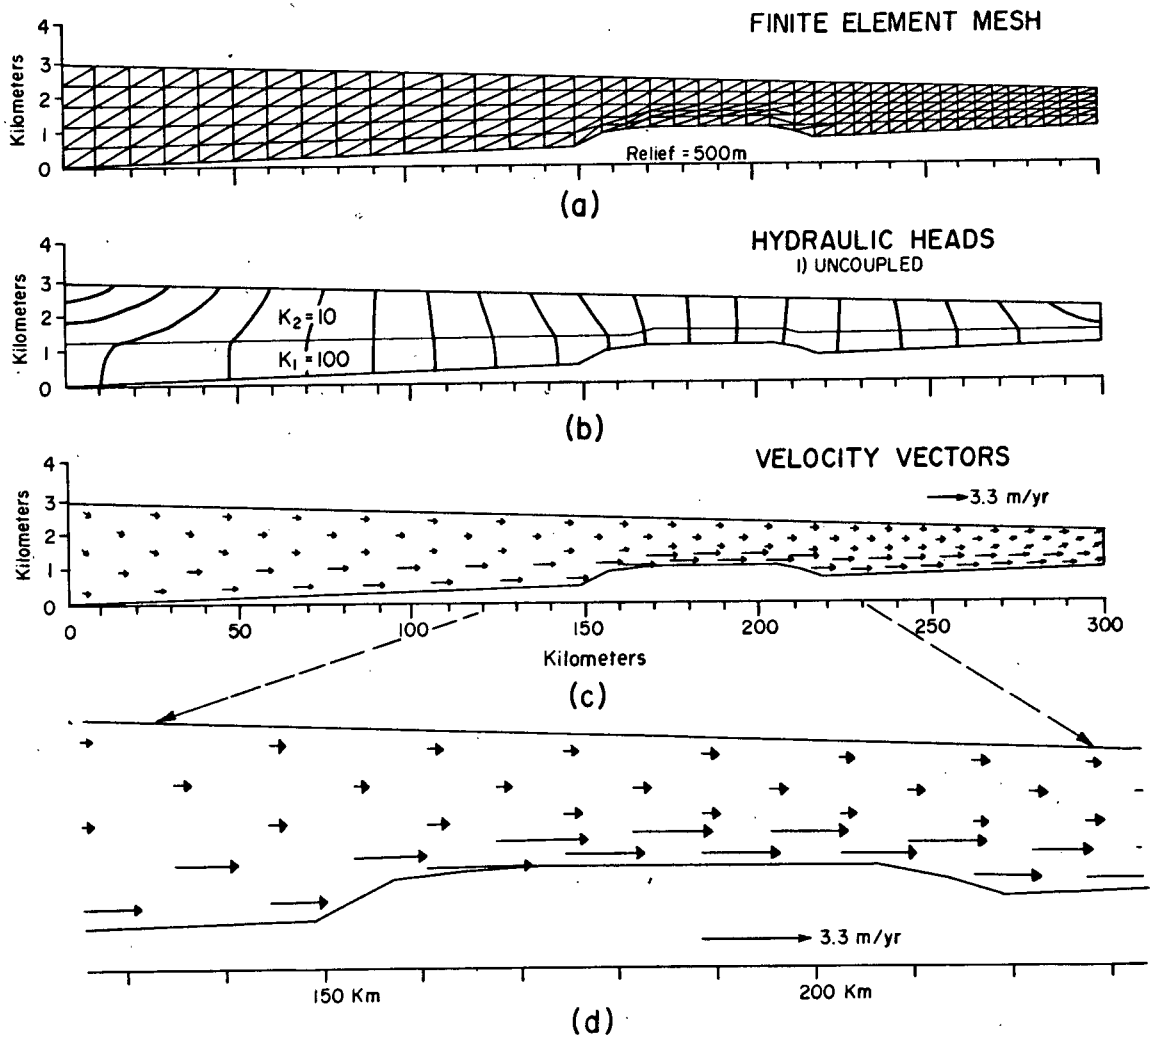 FINITE ELEMENT MESH
4
3
2
1
0
Kilometers
Relief = 500m
(a)
HYDRAULIC HEADS
1) UNCOUPLED
4
3
2
1
0
Kilometers
K2=10
K1=100
(b)
VELOCITY VECTORS
3.3 m/yr
4
3
2
1
0
Kilometers
0 50 100 150 200 250 300
Kilometers
(c)
3.3 m/yr
150 Km 200 Km
(d)